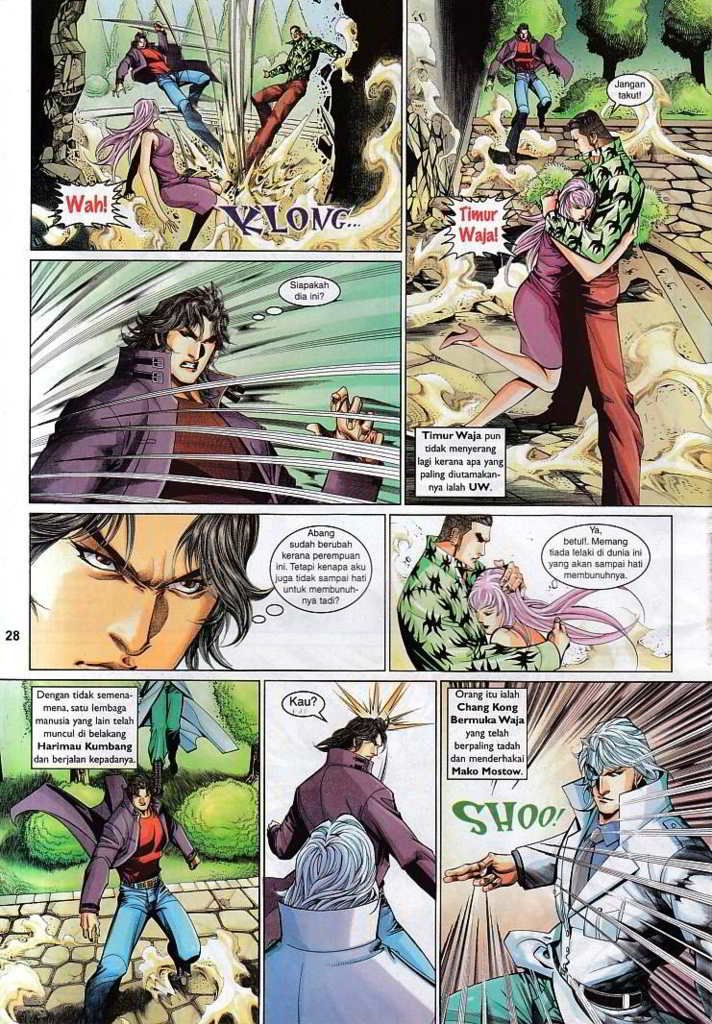 Wah!
KLONG...
Jangan
takut!
Timur
Waja!
Timur Waja pun
tidak menyerang
lagi kerana apa yang
paling diutamakan-
nya ialah UW.
Siapakah
dia ini?
Abang
sudah berubah
kerana perempuan
ini. Tetapi kenapa aku
juga tidak sampai hati
untuk membunuh-
nya tadi?
Ya,
betul!. Memang
tiada lelaki di dunia ini
yang akan sampai hati
membunuhnya.
28
Dengan tidak semena-
mena, satu lembaga
manusia yang lain telah
muncul di belakang
Harimau Kumbang
dan berjalan kepadanya.
Kau?
Orang itu ialah
Chang Kong
Bermuka Waja
yang telah
berpaling tadah
dan menderhakai
Mako Mostow.
SHOO!